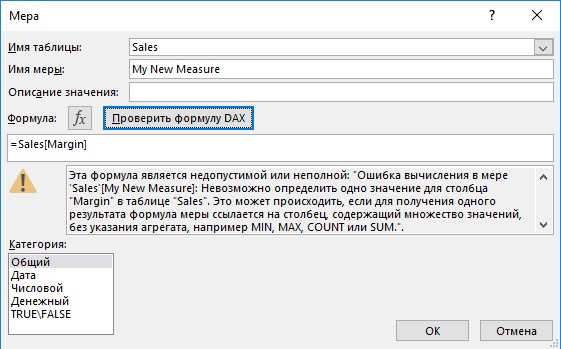 Мера
Имя таблицы:
Sales
Имя меры:
My New Measure
Описание значения:
Формула:
fx
Проверить формулу DAX
=Sales[Margin]
Эта формула является недопустимой или неполной: "Ошибка вычисления в мере
'Sales'[My New Measure]: Невозможно определить одно значение для столбца
"Margin" в таблице "Sales". Это может происходить, если для получения одного
результата формула меры ссылается на столбец, содержащий множество значений,
без указания агрегата, например MIN, MAX, COUNT или SUM.".
Категория:
Общий
Дата
Числовой
Денежный
TRUE\FALSE
ОК
Отмена